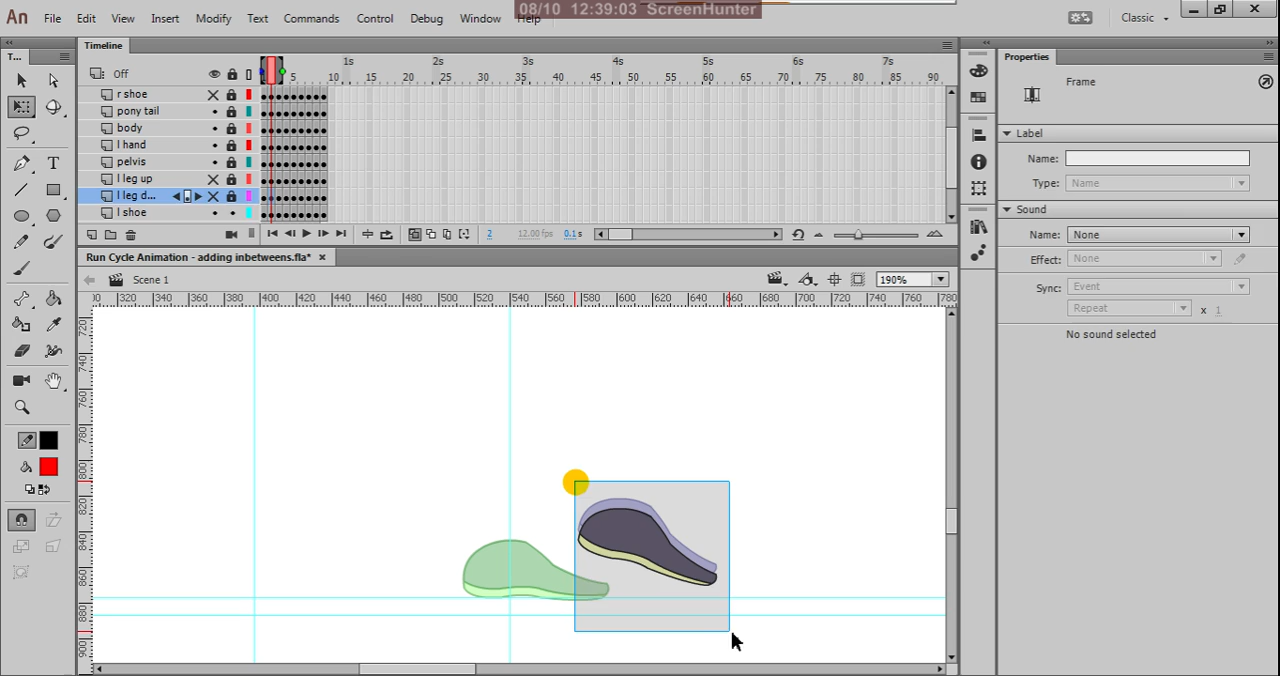 08/10 12:39:03 ScreenHunter
An File Edit View Insert Modify Text Commands Control Debug Window Help Classic
T... Timeline Properties
Off 1s 2s 3s 4s 5s 6s 7s
5 10 15 20 25 30 35 40 45 50 55 60 65 70 75 80 85 90
Frame
r shoe
pony tail
body
l hand
pelvis
l leg up
l leg d...
l shoe
Label
Name:
Type: Name
Sound
Name: None
Effect: None
Sync: Event
Repeat x 1
No sound selected
2 12.00 fps 0.1 s
Run Cycle Animation - adding inbetweens.fla*
Scene 1 190%
320 340 360 380 400 420 440 460 480 500 520 540 560 580 600 620 640 660 680 700 720 740 760 780
720
740
760
780
800
820
840
860
880
900